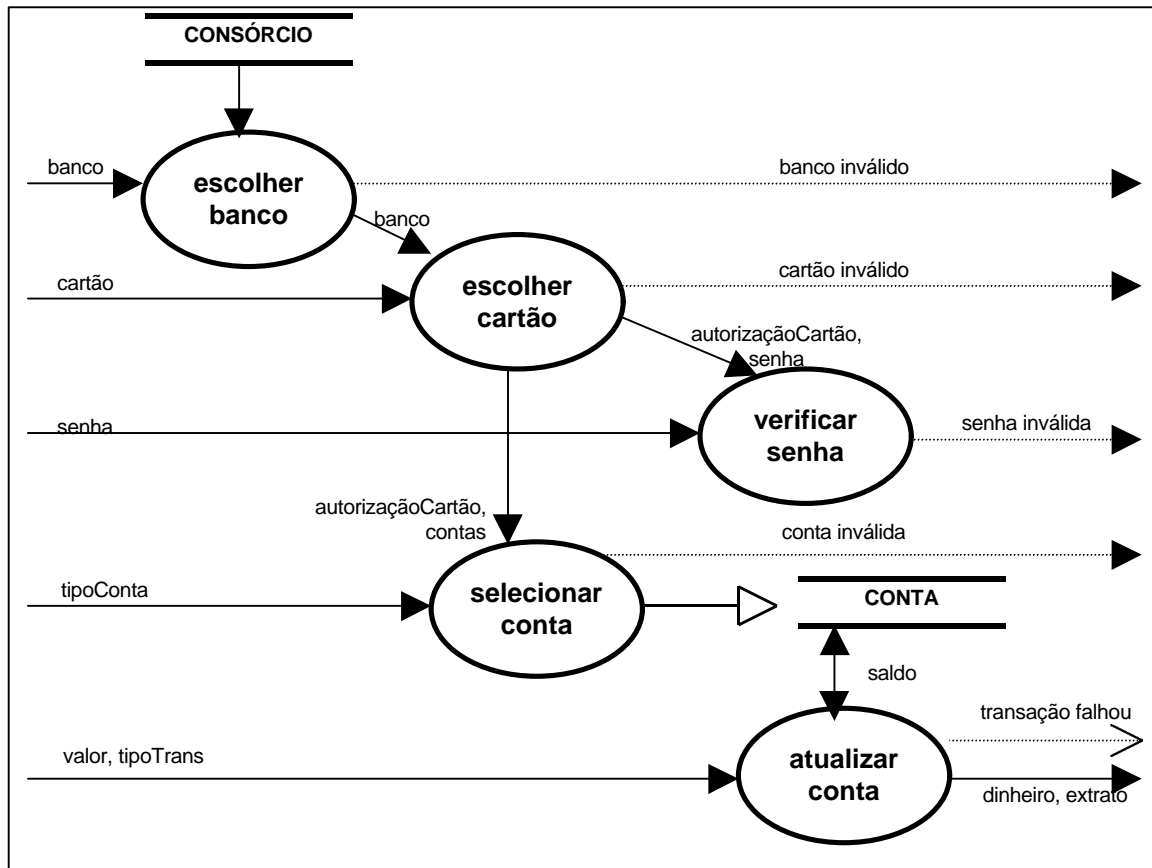 CONSÓRCIO
banco
escolher
banco
banco inválido
banco
cartão
escolher
cartão
cartão inválido
autorizaçãoCartão,
senha
senha
verificar
senha
senha inválida
autorizaçãoCartão,
contas
conta inválida
tipoConta
selecionar
conta
CONTA
saldo
transação falhou
valor, tipoTrans
atualizar
conta
dinheiro, extrato